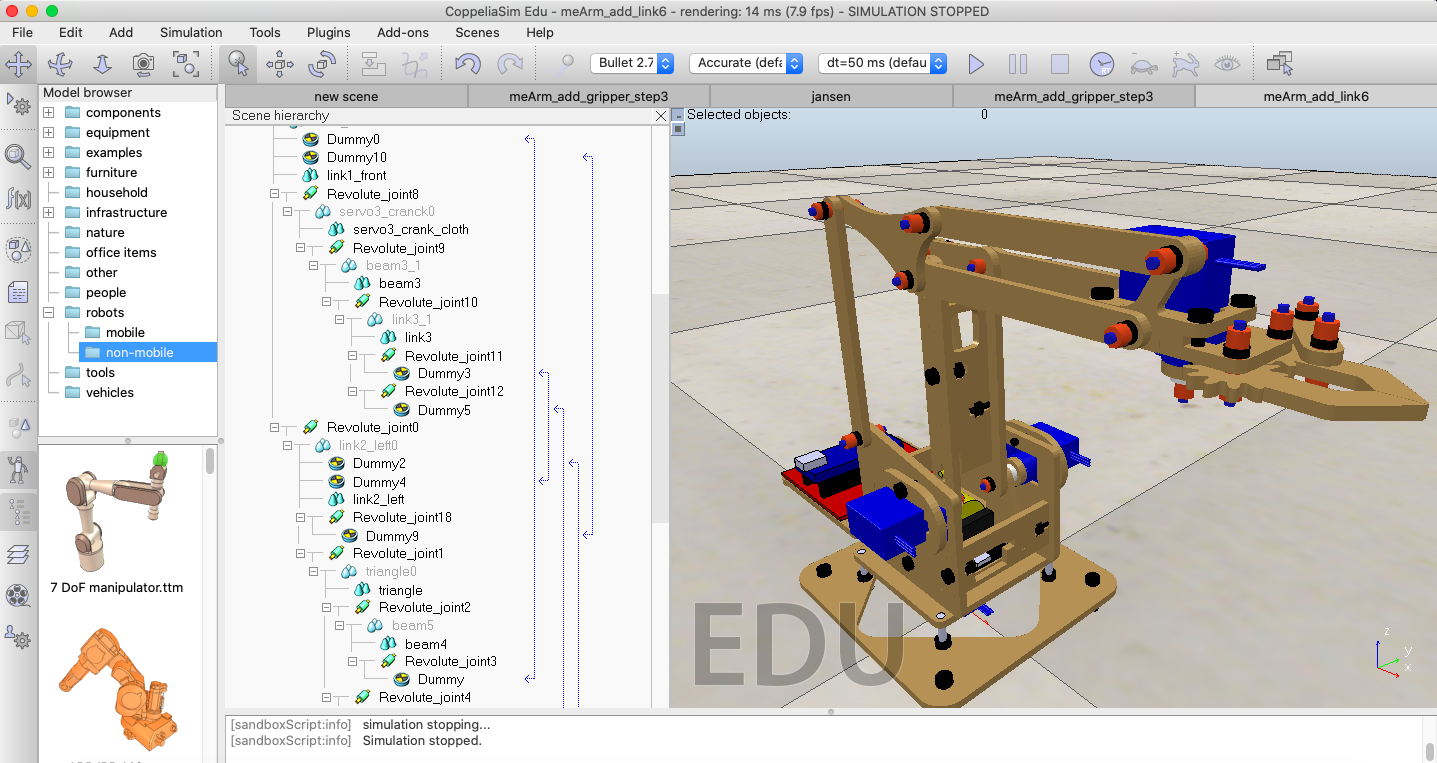 CoppeliaSim Edu - meArm_add_link6 - rendering: 14 ms (7.9 fps) - SIMULATION STOPPED
File Edit Add Simulation Tools Plugins Add-ons Scenes Help
Bullet 2.7 Accurate (defa dt=50 ms (defau
Model browser
components
equipment
examples
furniture
household
infrastructure
nature
office items
other
people
robots
mobile
non-mobile
tools
vehicles
7 DoF manipulator.ttm
new scene meArm_add_gripper_step3 jansen meArm_add_gripper_step3 meArm_add_link6
Scene hierarchy
Dummy0
Dummy10
link1_front
Revolute_joint8
servo3_cranck0
servo3_crank_cloth
Revolute_joint9
beam3_1
beam3
Revolute_joint10
link3_1
link3
Revolute_joint11
Dummy3
Revolute_joint12
Dummy5
Revolute_joint0
link2_left0
Dummy2
Dummy4
link2_left
Revolute_joint18
Dummy9
Revolute_joint1
triangle0
triangle
Revolute_joint2
beam5
beam4
Revolute_joint3
Dummy
Revolute_joint4
Selected objects: 0
EDU
z
y
x
[sandboxScript:info] simulation stopping...
[sandboxScript:info] Simulation stopped.